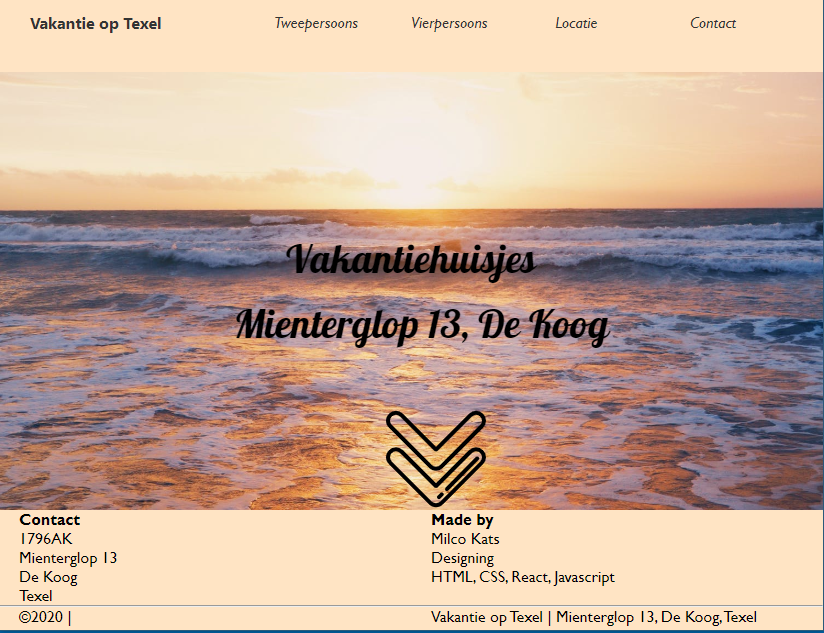 Vakantie op Texel Tweepersoons Vierpersoons Locatie Contact
Vakantiehuisjes
Mienterglop 13, De Koog
Contact
1796AK
Mienterglop 13
De Koog
Texel
Made by
Milco Kats
Designing
HTML, CSS, React, Javascript
©2020 |
Vakantie op Texel | Mienterglop 13, De Koog, Texel